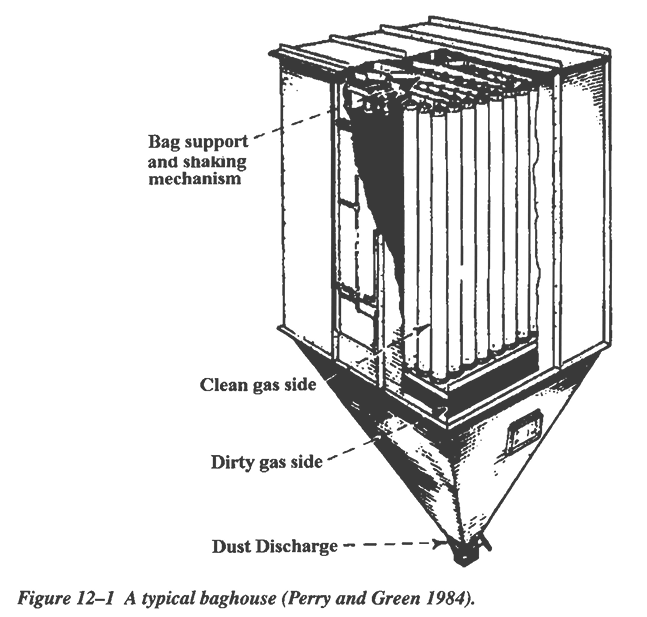 Bag support
and shaking
mechanism
Clean gas side
Dirty gas side
Dust Discharge
Figure 12–1 A typical baghouse (Perry and Green 1984).